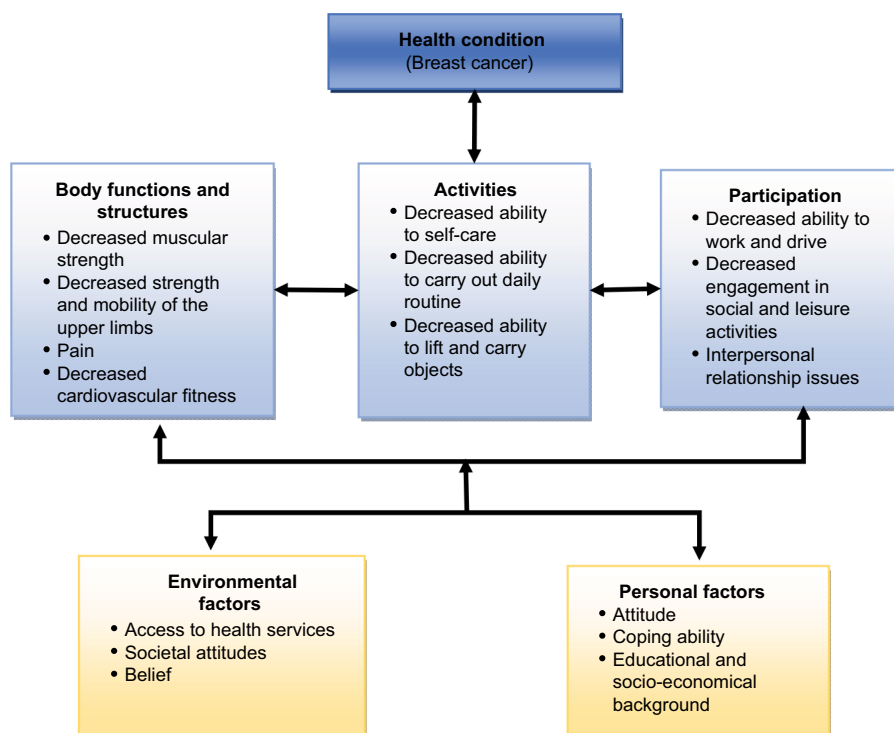 Health condition
(Breast cancer)
Body functions and
structures
• Decreased muscular
strength
• Decreased strength
and mobility of the
upper limbs
• Pain
• Decreased
cardiovascular fitness
Activities
• Decreased ability
to self-care
• Decreased ability
to carry out daily
routine
• Decreased ability
to lift and carry
objects
Participation
• Decreased ability to
work and drive
• Decreased
engagement in
social and leisure
activities
• Interpersonal
relationship issues
Environmental
factors
• Access to health services
• Societal attitudes
• Belief
Personal factors
• Attitude
• Coping ability
• Educational and
socio-economical
background